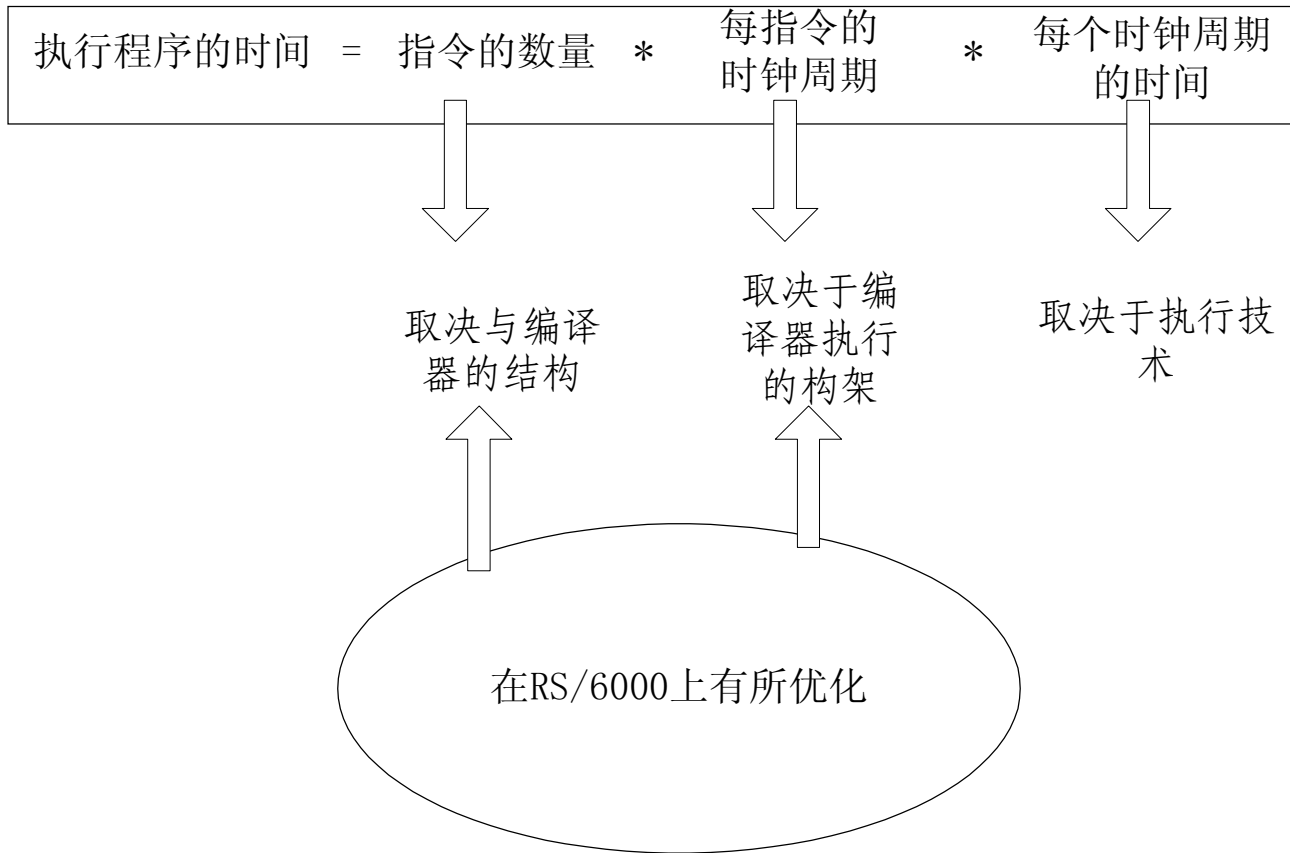 执行程序的时间 = 指令的数量 * 每指令的 * 每个时钟周期
时钟周期 的时间
取决与编译
器的结构
取决于编
译器执行
的构架
取决于执行技
术
在RS/6000上有所优化